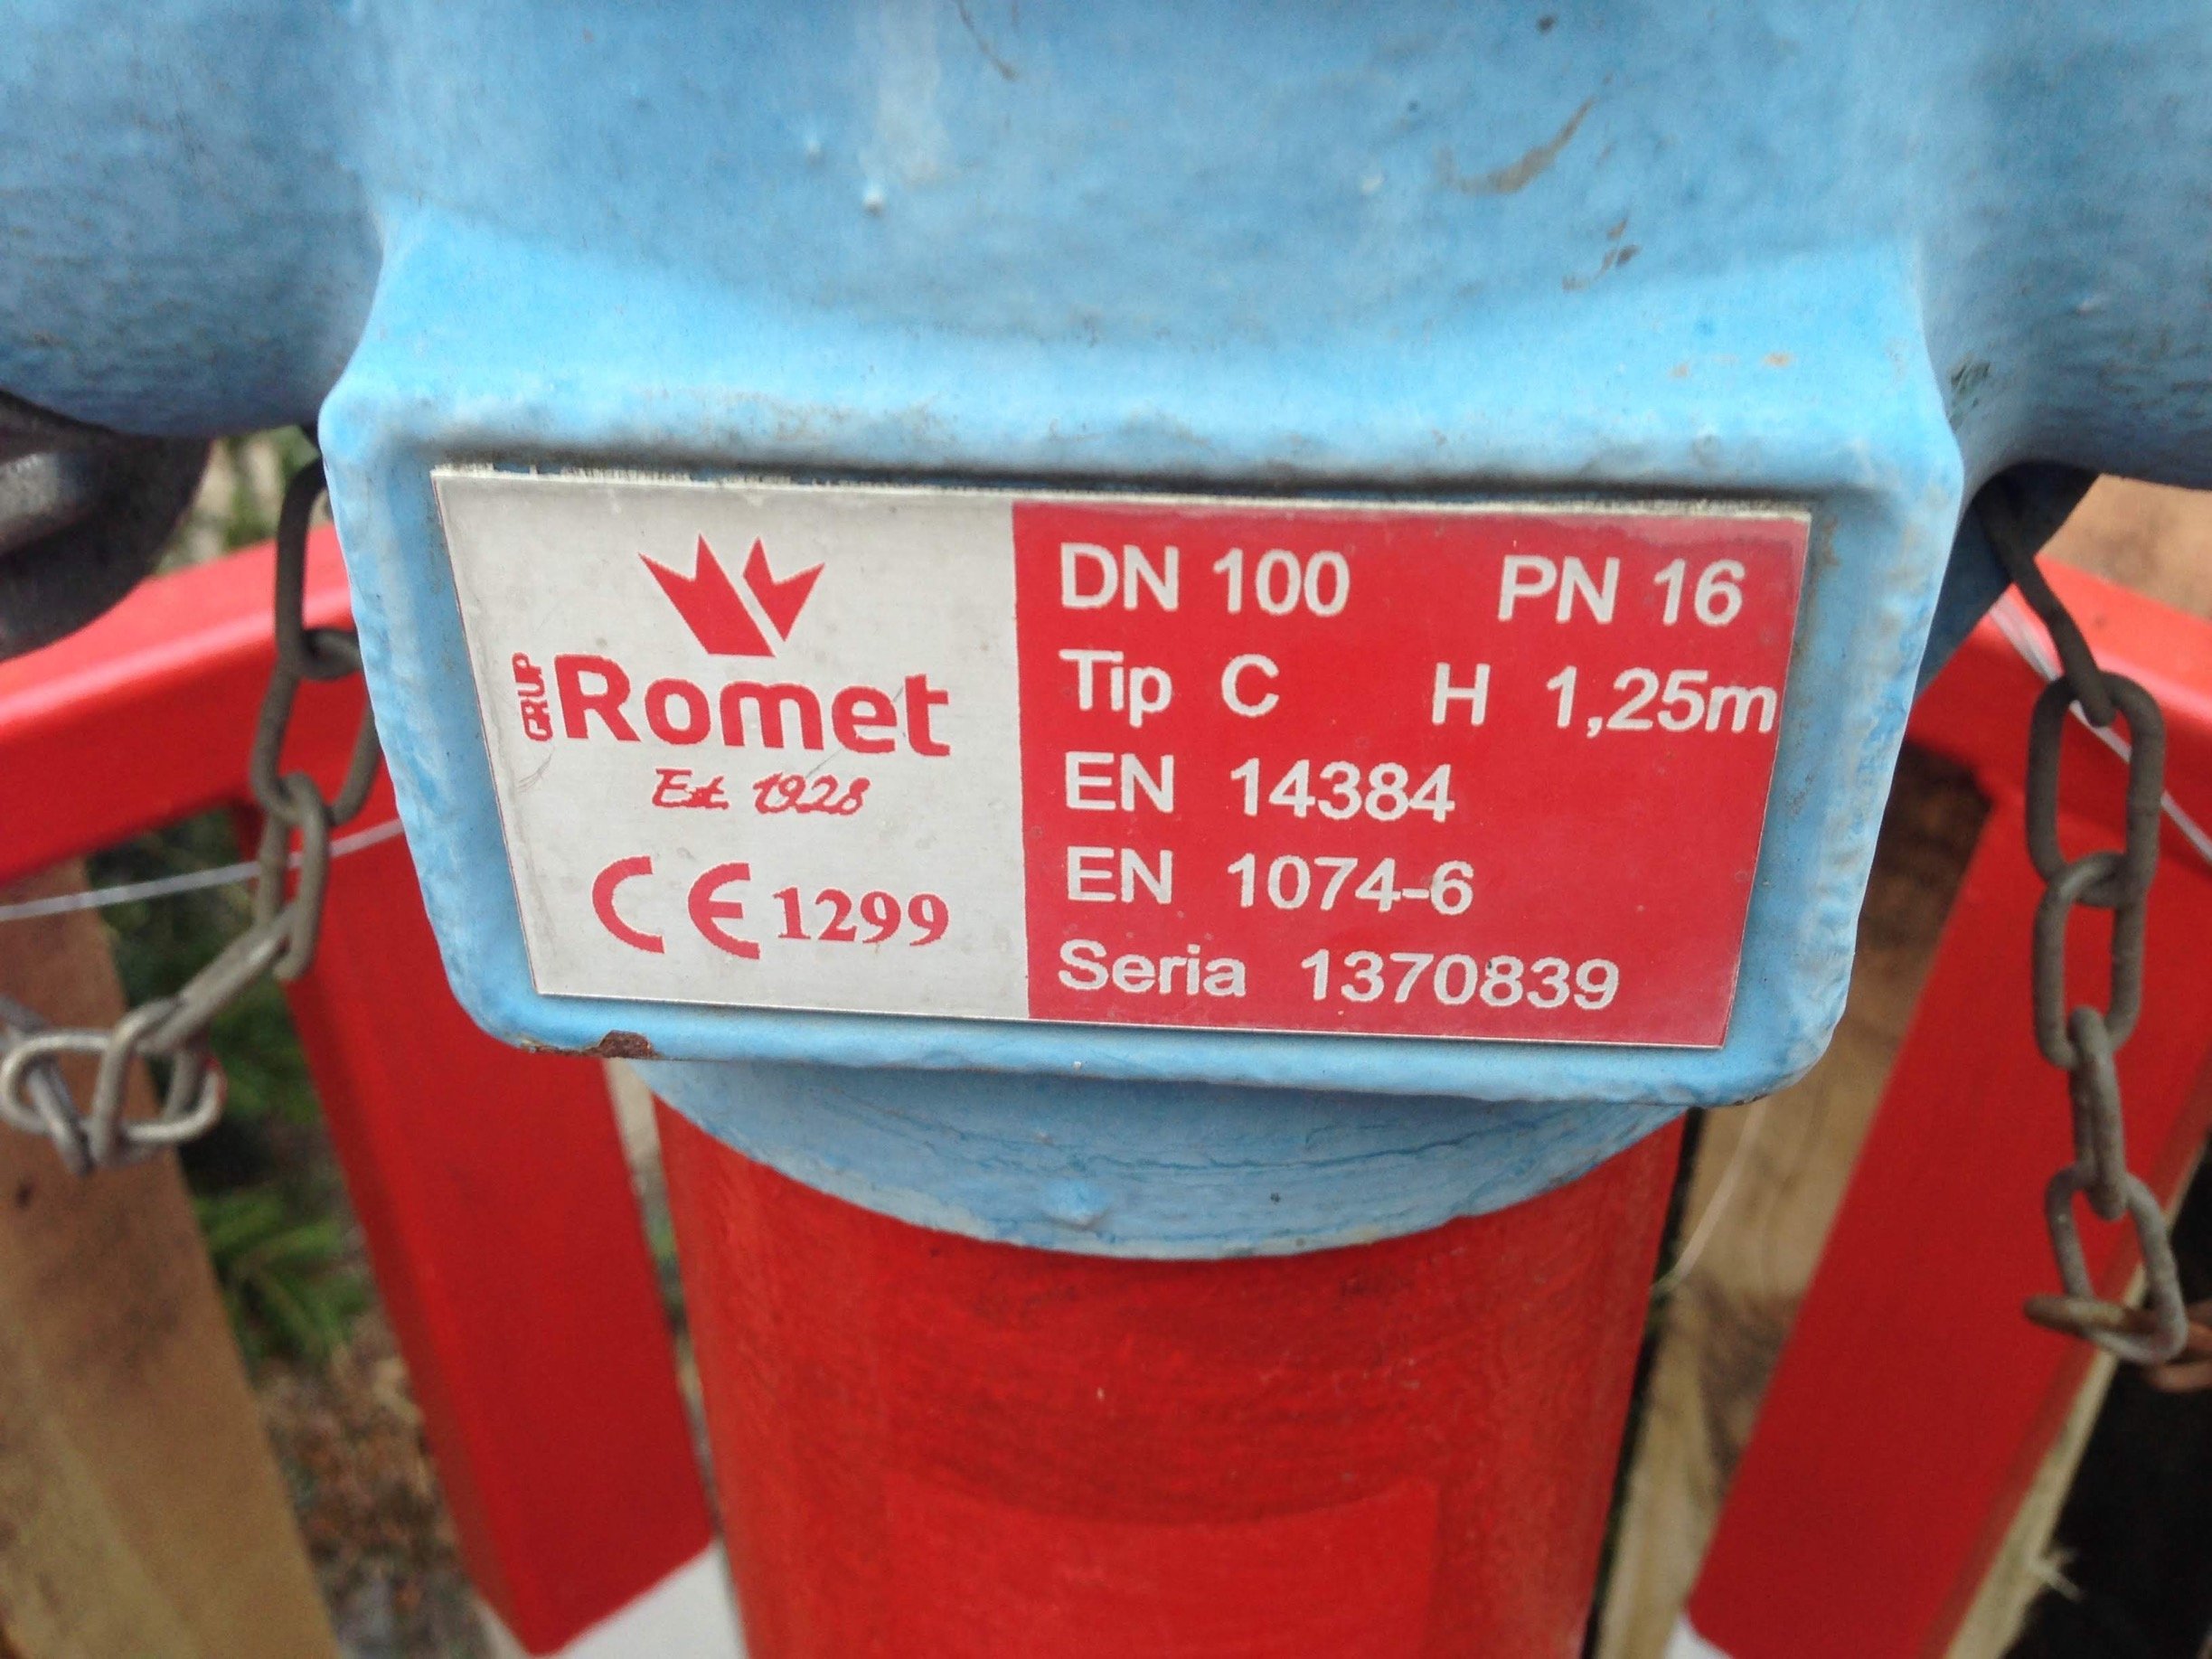 GRUP Romet
Est. 1928
CE 1299
DN 100 PN 16
Tip C H 1,25m
EN 14384
EN 1074-6
Seria 1370839